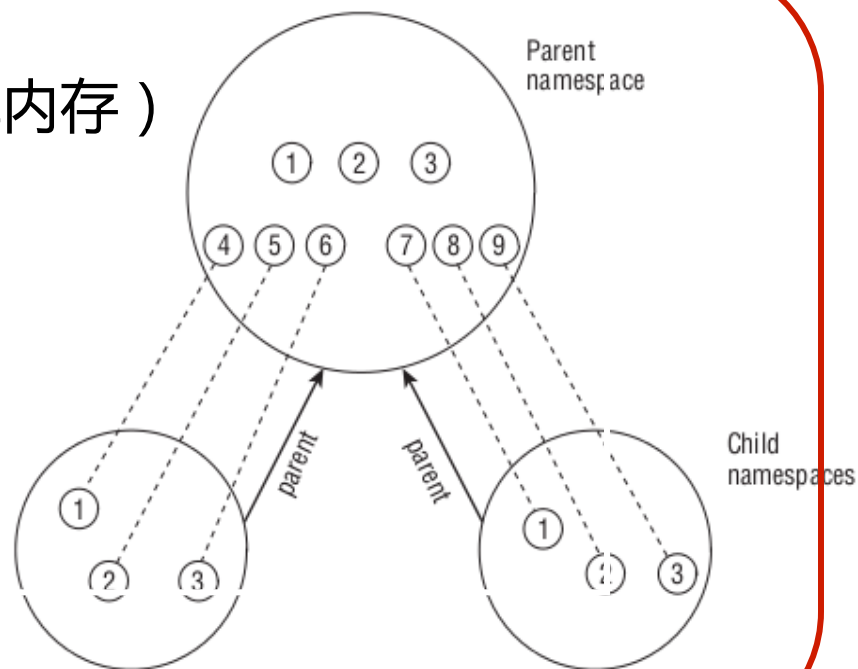 Parent
namespace
内存）
1 2 3
4 5 6 7 8 9
parent parent
Child
namespaces
1 1
2 3 2 3